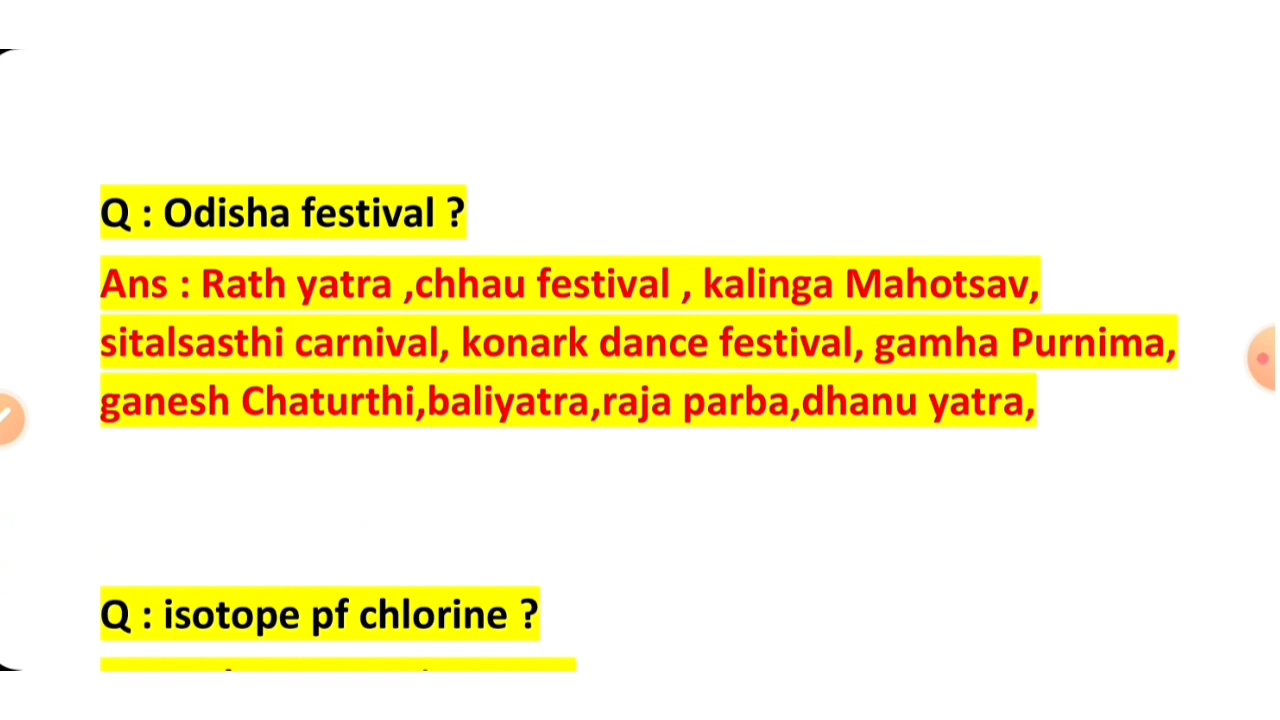 Q : Odisha festival ?
Ans : Rath yatra ,chhau festival , kalinga Mahotsav,
sitalsasthi carnival, konark dance festival, gamha Purnima,
ganesh Chaturthi,baliyatra,raja parba,dhanu yatra,
Q : isotope pf chlorine ?